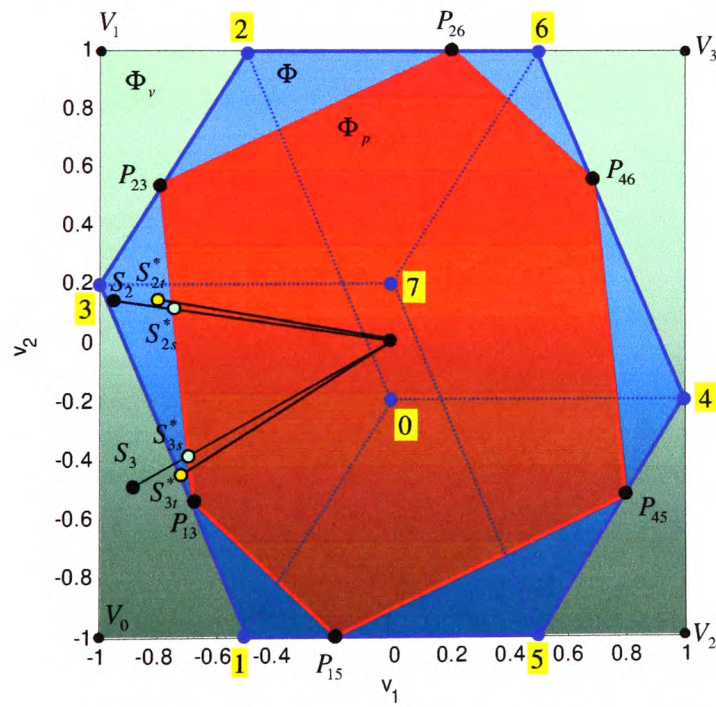 V₁ 2 P₂₆ 6 V₃
1
Φᵥ Φ
0.8
Φₚ
0.6
P₂₃ P₄₆
0.4
0.2
3 S₂ S*₂ₜ 7
S*₂ₛ
0
v₂
-0.2
0 4
-0.4
S₃ S*₃ₛ
S*₃ₜ
P₁₃ P₄₅
-0.6
-0.8
V₀ V₂
-1
-1 -0.8 -0.6 -0.4 -0.2 0 0.2 0.4 0.6 0.8 1
1 P₁₅ 5
v₁